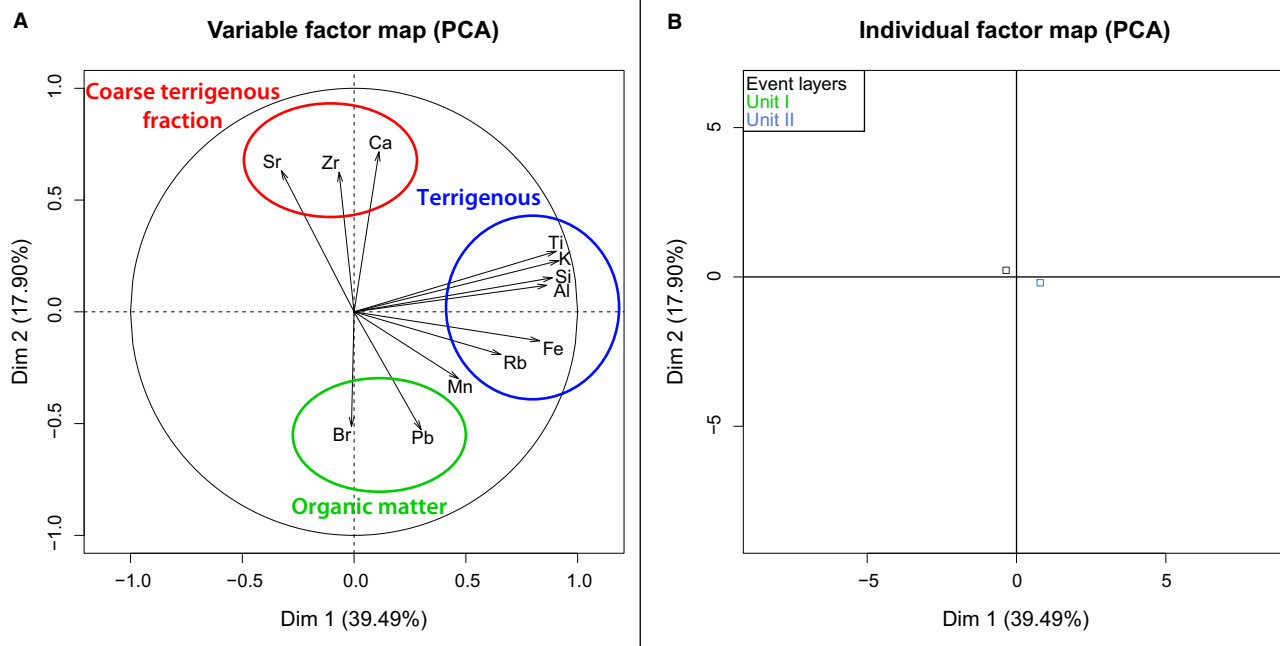 A
Variable factor map (PCA)
Coarse terrigenous
fraction
Sr
Zr
Ca
Terrigenous
Ti
K
Si
Al
Fe
Rb
Mn
Br
Pb
Organic matter
1.0
0.5
0.0
−0.5
−1.0
Dim 2 (17.90%)
−1.0
−0.5
0.0
0.5
1.0
Dim 1 (39.49%)
B
Individual factor map (PCA)
Event layers
Unit I
Unit II
5
0
−5
Dim 2 (17.90%)
−5
0
5
Dim 1 (39.49%)